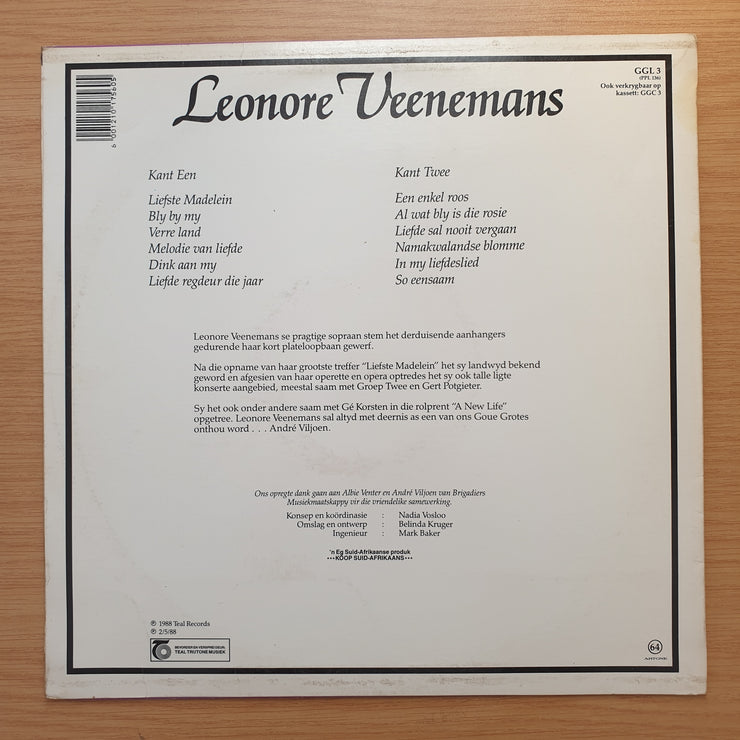 6 001210 175605
Leonore Veenemans
GGL 3
(PPL 116)
Ook verkrygbaar op
kassett: GGC 3
Kant Een
Liefste Madelein
Bly by my
Verre land
Melodie van liefde
Dink aan my
Liefde regdeur die jaar
Kant Twee
Een enkel roos
Al wat bly is die rosie
Liefde sal nooit vergaan
Namakwalandse blomme
In my liefdeslied
So eensaam
Leonore Veenemans se pragtige sopraan stem het derduisende aanhangers
gedurende haar kort plateloopbaan gewerf.
Na die opname van haar grootste treffer "Liefste Madelein" het sy landwyd bekend
geword en afgesien van haar operette en opera optredes het sy ook talle ligte
konserte aangebied, meestal saam met Groep Twee en Gert Potgieter.
Sy het ook onder andere saam met Gé Korsten in die rolprent "A New Life"
opgetree. Leonore Veenemans sal altyd met deernis as een van ons Goue Grotes
onthou word . . . André Viljoen.
Ons opregte dank gaan aan Albie Venter en André Viljoen van Brigadiers
Musiekmaatskappy vir die vriendelike samewerking.
Konsep en koördinasie : Nadia Vosloo
Omslag en ontwerp : Belinda Kruger
Ingenieur : Mark Baker
'n Eg Suid-Afrikaanse produk
•••KOOP SUID-AFRIKAANS•••
℗ 1988 Teal Records
℗ 2/5/88
BEVORDER EN VERSPREI DEUR:
TEAL TRUTONE MUSIEK
64
ARTONE